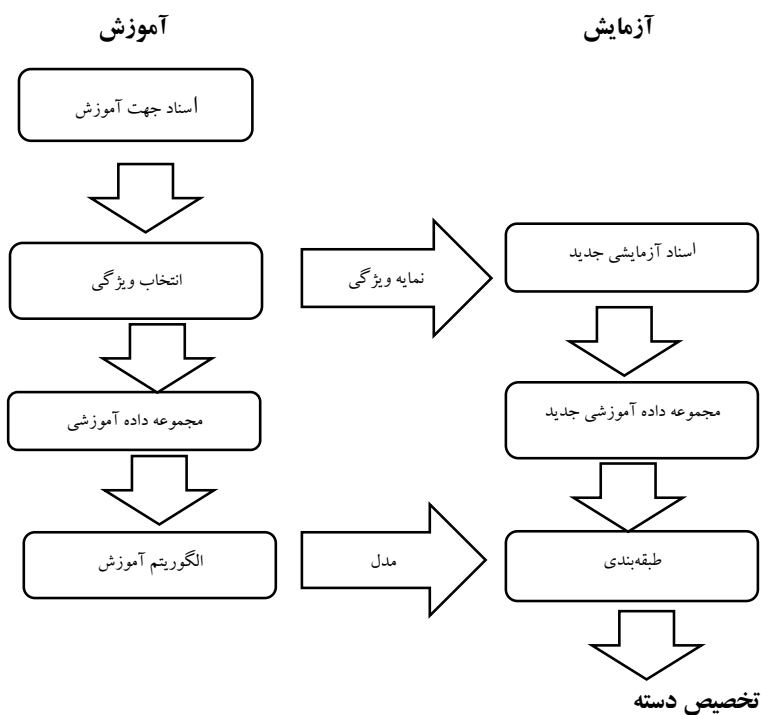 آموزش
آزمایش
اسناد جهت آموزش
انتخاب ویژگی
نمایه ویژگی
اسناد آزمایشی جدید
مجموعه داده آموزشی
مجموعه داده آموزشی جدید
الگوریتم آموزش
مدل
طبقه‌بندی
تخصیص دسته